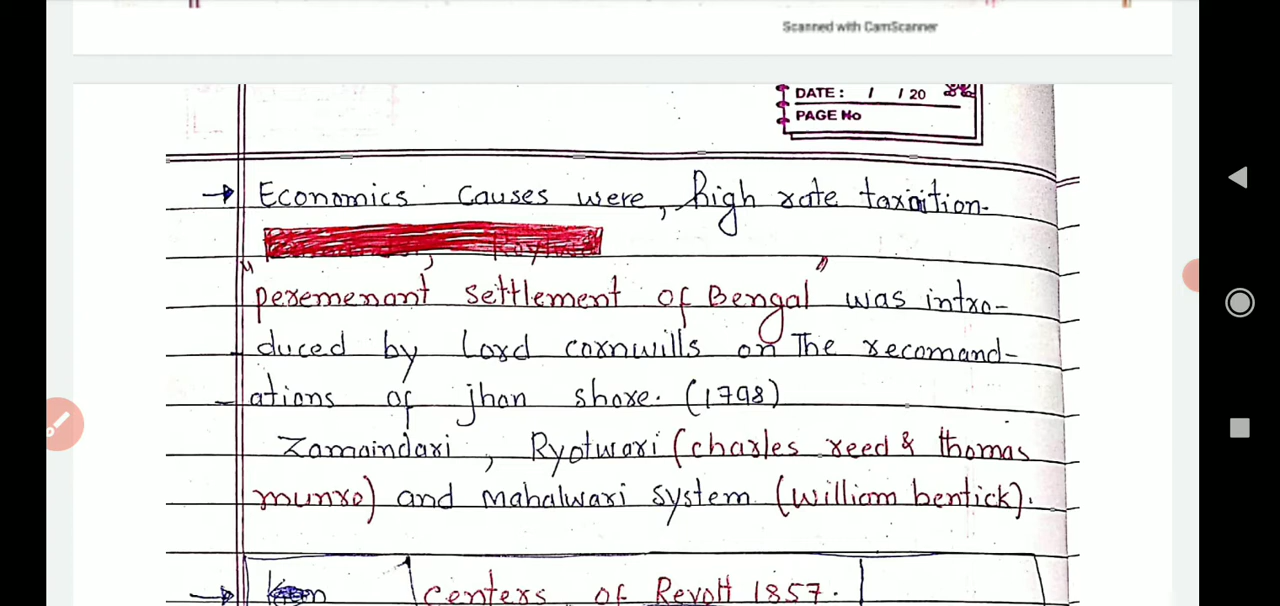 Scanned with CamScanner
DATE : / / 20
PAGE No
→ Economics causes were, high rate taxaition.
"peremenant settlement of Bengal" was intro-
duced by Lord cornwills on The recomand-
ations of jhon shore. (1798)
Zamaindari, Ryotwari (charles reed & thomas
munro) and mahalwari system (william bentick).
→ centers of Revolt 1857.